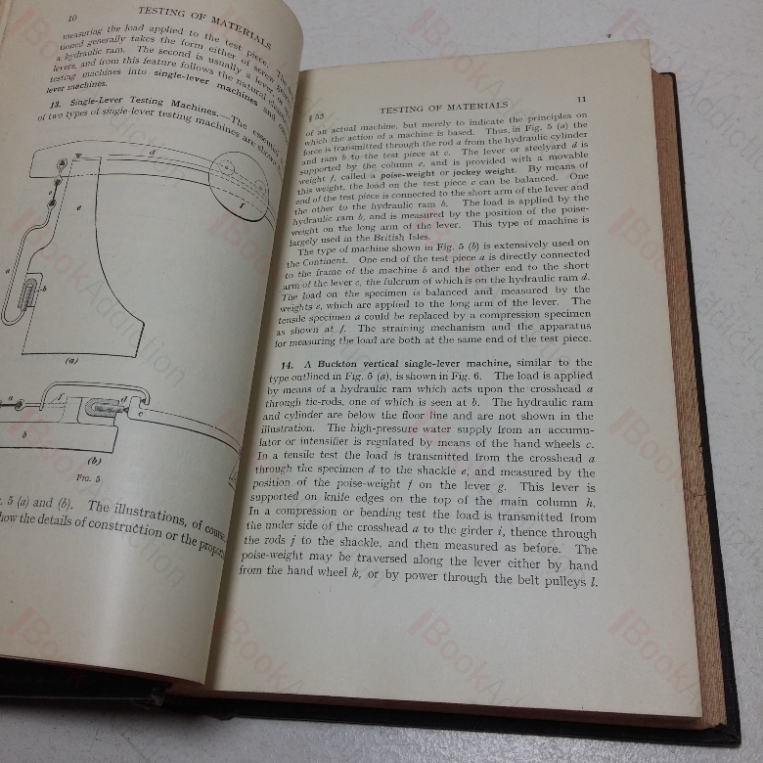 10
TESTING OF MATERIALS
measuring the load applied to the test piece. The
tioned generally takes the form either of screw
a hydraulic ram. The second is usually a lever,
levers, and from this feature follows the natural
testing machines into single-lever machines and
lever machines.
13. Single-Lever Testing Machines.—The essential
of two types of single-lever testing machines are shown
d
a
b
e
f
(a)
a
f
d
e
b
(b)
FIG. 5
5 (a) and (b). The illustrations, of course,
how the details of construction or the
§ 53
TESTING OF MATERIALS
11
of an actual machine, but merely to indicate the principles on
which the action of a machine is based. Thus, in Fig. 5 (a) the
force is transmitted through the rod a from the hydraulic cylinder
and ram b to the test piece at c. The lever or steelyard d is
supported by the column e, and is provided with a movable
weight f, called a poise-weight or jockey weight. By means of
this weight, the load on the test piece c can be balanced. One
end of the test piece is connected to the short arm of the lever and
the other to the hydraulic ram b. The load is applied by the
hydraulic ram b, and is measured by the position of the poise-
weight on the long arm of the lever. This type of machine is
largely used in the British Isles.
The type of machine shown in Fig. 5 (b) is extensively used on
the Continent. One end of the test piece a is directly connected
to the frame of the machine b and the other end to the short
arm of the lever c, the fulcrum of which is on the hydraulic ram d.
The load on the specimen is balanced and measured by the
weights e, which are applied to the long arm of the lever. The
tensile specimen a could be replaced by a compression specimen
as shown at f. The straining mechanism and the apparatus
for measuring the load are both at the same end of the test piece.
14. A Buckton vertical single-lever machine, similar to the
type outlined in Fig. 5 (a), is shown in Fig. 6. The load is applied
by means of a hydraulic ram which acts upon the crosshead a
through tie-rods, one of which is seen at b. The hydraulic ram
and cylinder are below the floor line and are not shown in the
illustration. The high-pressure water supply from an accumu-
lator or intensifier is regulated by means of the hand wheels c.
In a tensile test the load is transmitted from the crosshead a
through the specimen d to the shackle e, and measured by the
position of the poise-weight f on the lever g. This lever is
supported on knife edges on the top of the main column h.
In a compression or bending test the load is transmitted from
the under side of the crosshead a to the girder i, thence through
the rods j to the shackle, and then measured as before. The
poise-weight may be traversed along the lever either by hand
from the hand wheel k, or by power through the belt pulleys l.